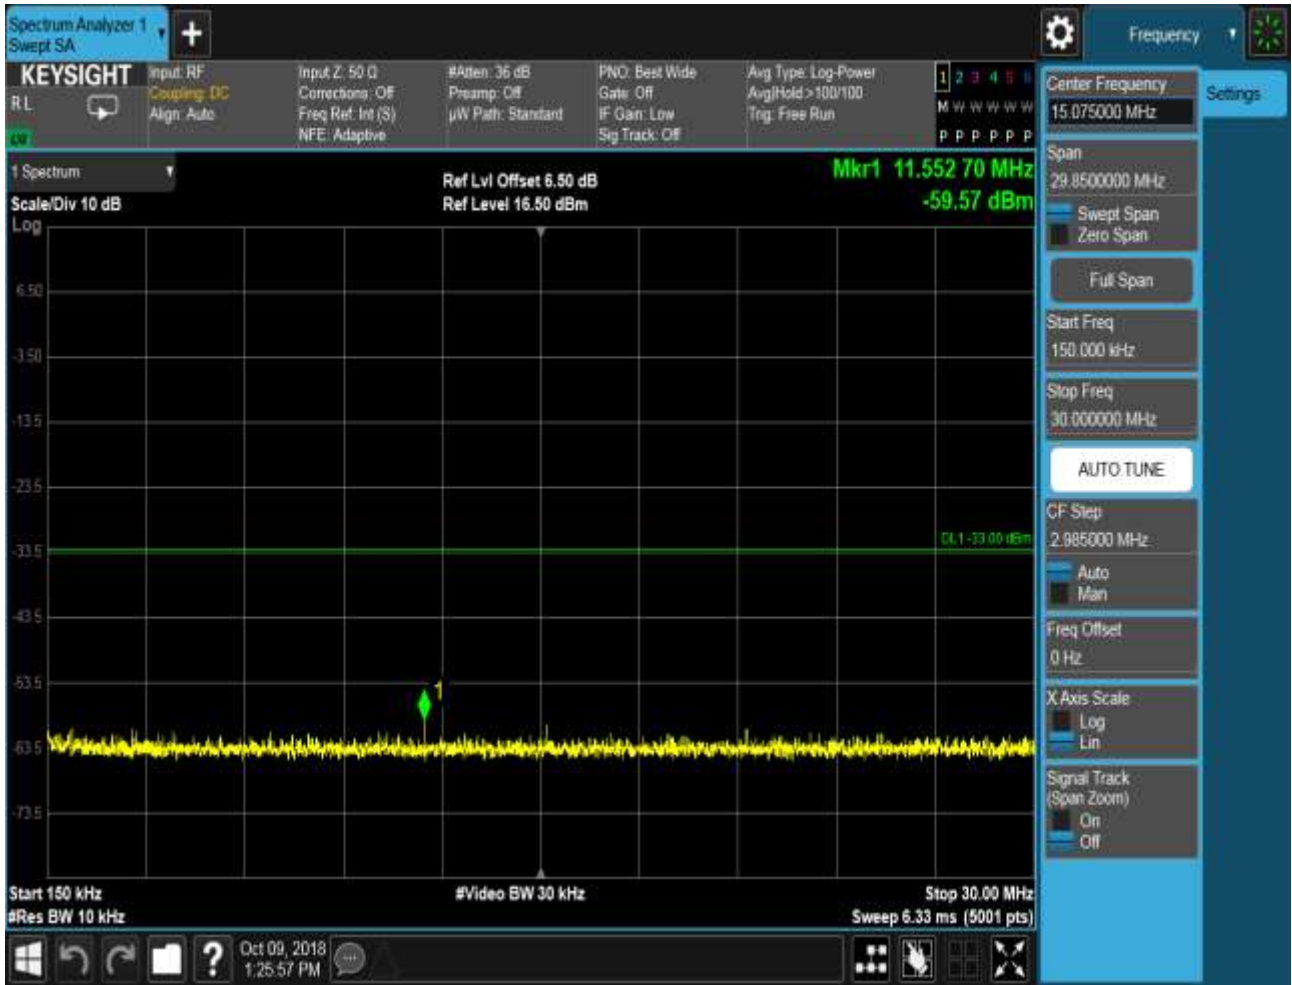 Spectrum Analyzer 1
Swept SA
Frequency
KEYSIGHT
RL
Input: RF
Coupling: DC
Align: Auto
Input Z: 50 Ω
Corrections: Off
Freq Ref: Int (S)
NFE: Adaptive
#Atten: 36 dB
Preamp: Off
µW Path: Standard
PNO: Best Wide
Gate: Off
IF Gain: Low
Sig Track: Off
Avg Type: Log-Power
Avg|Hold:>100/100
Trig: Free Run
1 2 3 4 5 6
M W W W W W
P P P P P P
1 Spectrum
Scale/Div 10 dB
Log
Ref Lvl Offset 6.50 dB
Ref Level 16.50 dBm
Mkr1 11.552 70 MHz
-59.57 dBm
6.50
-3.50
-13.5
-23.5
-33.5
-43.5
-53.5
-63.5
-73.5
DL1 -33.00 dBm
1
Start 150 kHz
#Res BW 10 kHz
#Video BW 30 kHz
Stop 30.00 MHz
Sweep 6.33 ms (5001 pts)
Center Frequency
15.075000 MHz
Settings
Span
29.8500000 MHz
Swept Span
Zero Span
Full Span
Start Freq
150.000 kHz
Stop Freq
30.000000 MHz
AUTO TUNE
CF Step
2.985000 MHz
Auto
Man
Freq Offset
0 Hz
X Axis Scale
Log
Lin
Signal Track
(Span Zoom)
On
Off
?
Oct 09, 2018
1:25:57 PM